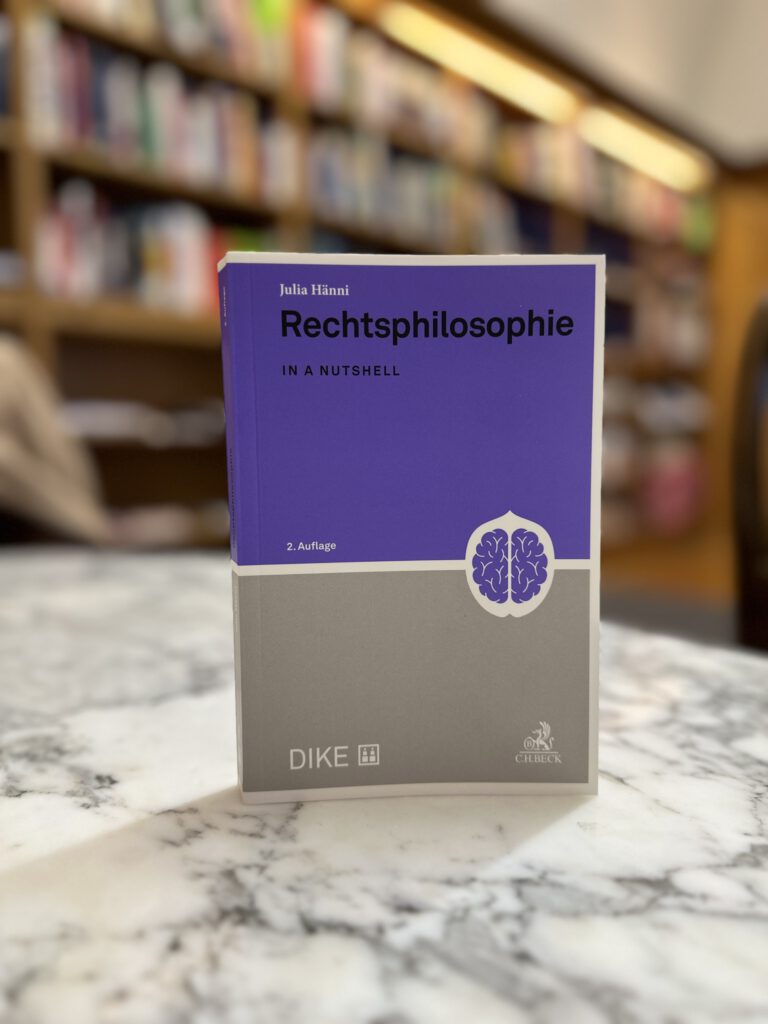 Julia Hänni
Rechtsphilosophie
IN A NUTSHELL
2. Auflage
DIKE
C.H.BECK